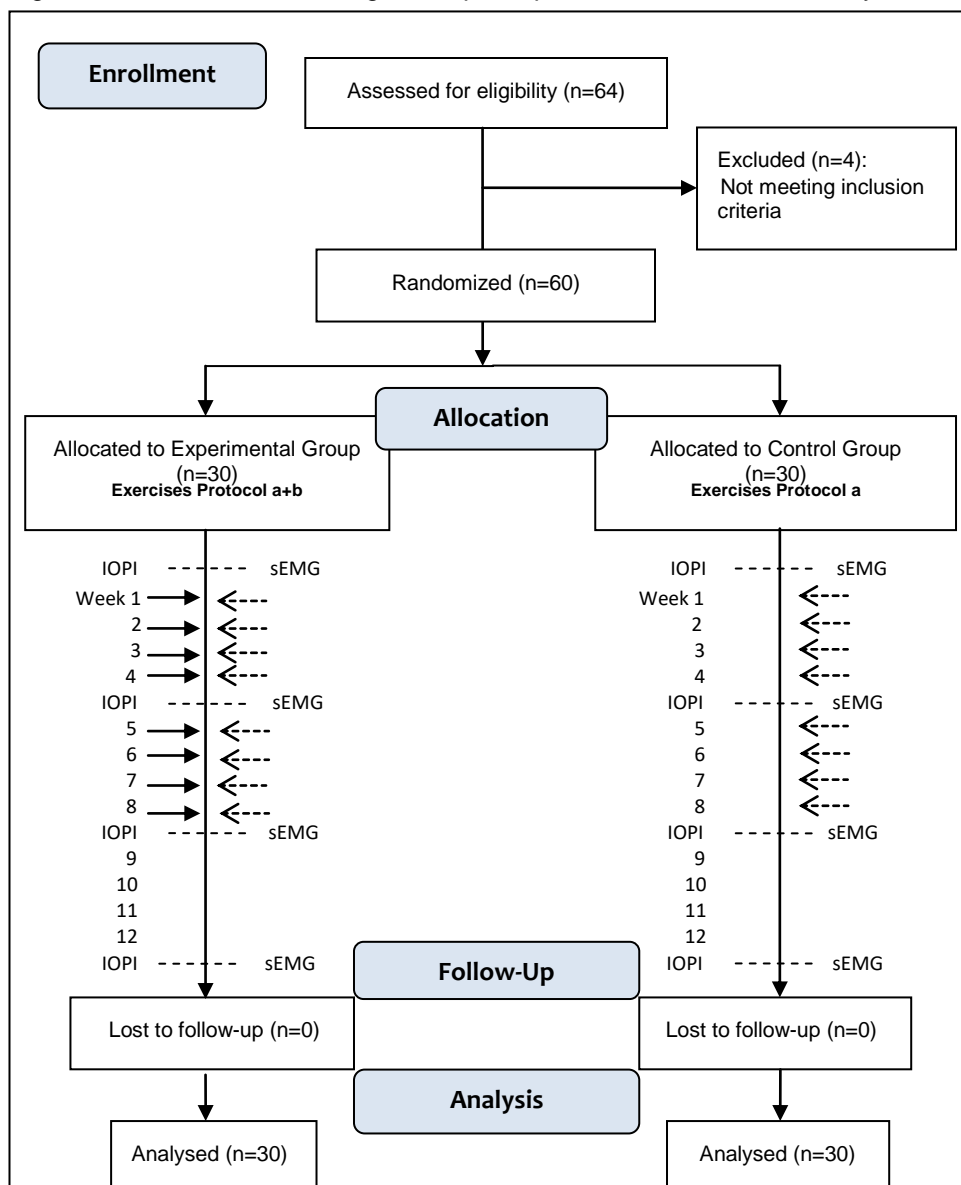 Enrollment
Assessed for eligibility (n=64)
Excluded (n=4):
Not meeting inclusion
criteria
Randomized (n=60)
Allocation
Allocated to Experimental Group
(n=30)
Exercises Protocol a+b
Allocated to Control Group
(n=30)
Exercises Protocol a
IOPI sEMG
Week 1
2
3
4
IOPI sEMG
5
6
7
8
IOPI sEMG
9
10
11
12
IOPI sEMG
IOPI sEMG
Week 1
2
3
4
IOPI sEMG
5
6
7
8
IOPI sEMG
9
10
11
12
IOPI sEMG
Follow-Up
Lost to follow-up (n=0)
Lost to follow-up (n=0)
Analysis
Analysed (n=30)
Analysed (n=30)